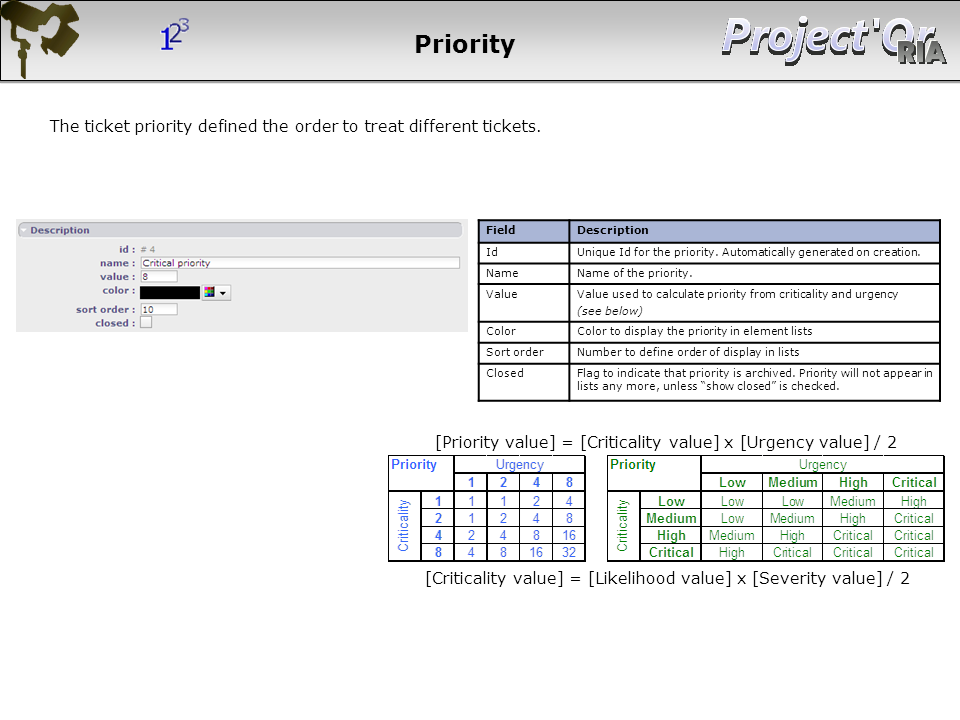 123
Priority
Project'Or
RIA
The ticket priority defined the order to treat different tickets.
Description
id : # 4
name : Critical priority
value : 8
color :
sort order : 10
closed :
Field Description
Id Unique Id for the priority. Automatically generated on creation.
Name Name of the priority.
Value Value used to calculate priority from criticality and urgency
(see below)
Color Color to display the priority in element lists
Sort order Number to define order of display in lists
Closed Flag to indicate that priority is archived. Priority will not appear in
lists any more, unless “show closed” is checked.
[Priority value] = [Criticality value] x [Urgency value] / 2
Priority Urgency
1 2 4 8
Criticality
1 1 1 2 4
2 1 2 4 8
4 2 4 8 16
8 4 8 16 32
Priority Urgency
Low Medium High Critical
Criticality
Low Low Low Medium High
Medium Low Medium High Critical
High Medium High Critical Critical
Critical High Critical Critical Critical
[Criticality value] = [Likelihood value] x [Severity value] / 2